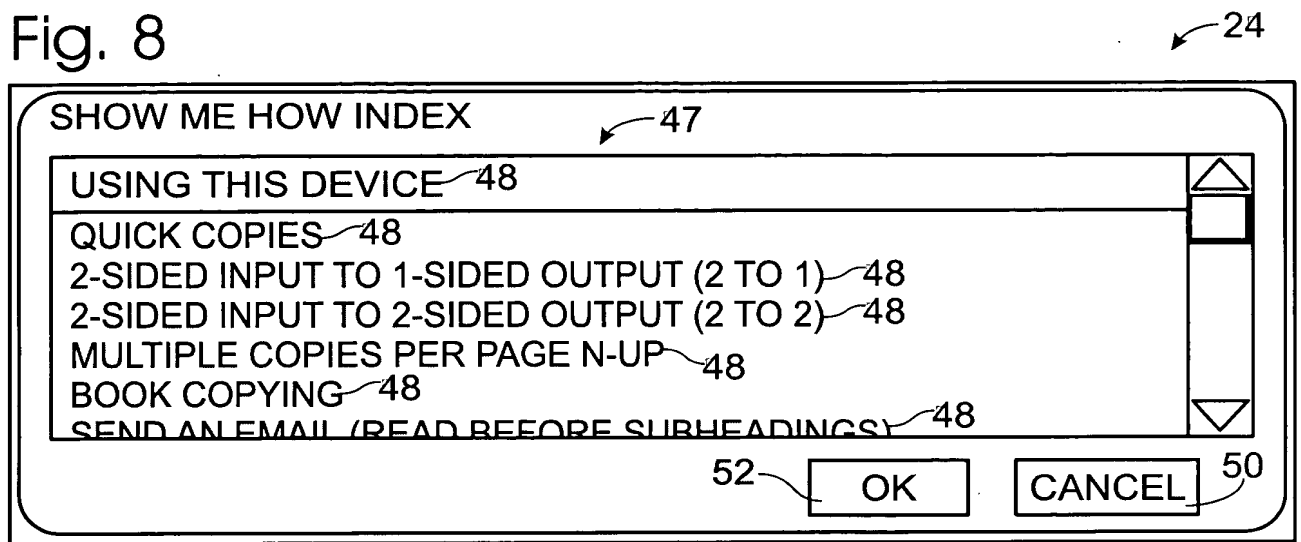 Fig. 8
24
SHOW ME HOW INDEX
47
USING THIS DEVICE 48
QUICK COPIES 48
2-SIDED INPUT TO 1-SIDED OUTPUT (2 TO 1) 48
2-SIDED INPUT TO 2-SIDED OUTPUT (2 TO 2) 48
MULTIPLE COPIES PER PAGE N-UP 48
BOOK COPYING 48
SEND AN EMAIL (READ BEFORE SUBHEADINGS) 48
52 OK CANCEL 50